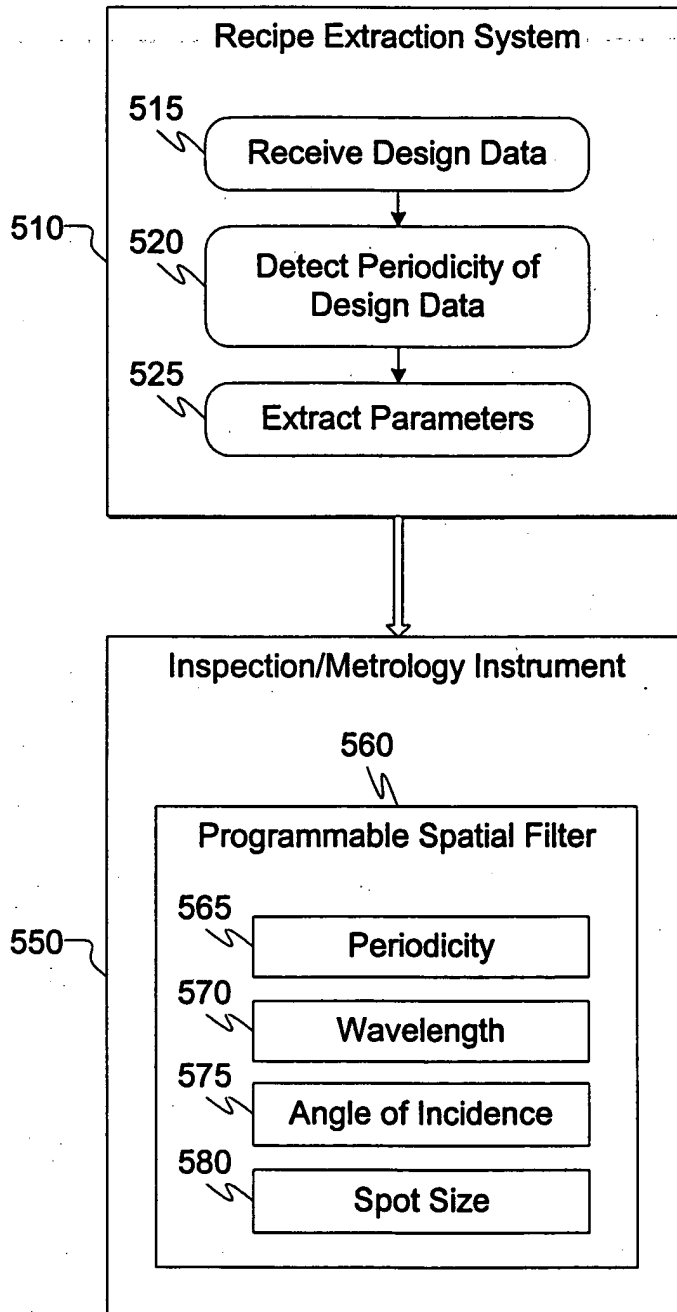 Recipe Extraction System
515
Receive Design Data
510
520
Detect Periodicity of
Design Data
525
Extract Parameters
Inspection/Metrology Instrument
560
Programmable Spatial Filter
565
Periodicity
550
570
Wavelength
575
Angle of Incidence
580
Spot Size